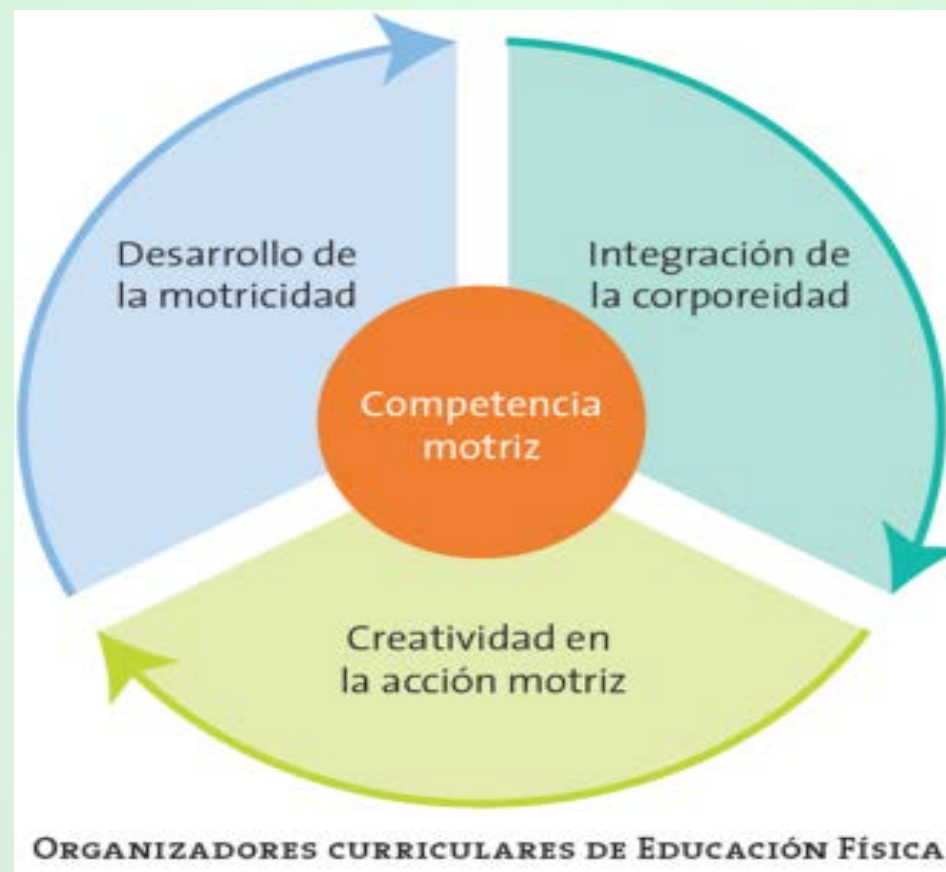 Desarrollo de
la motricidad
Integración de
la corporeidad
Competencia
motriz
Creatividad en
la acción motriz
ORGANIZADORES CURRICULARES DE EDUCACIÓN FÍSICA